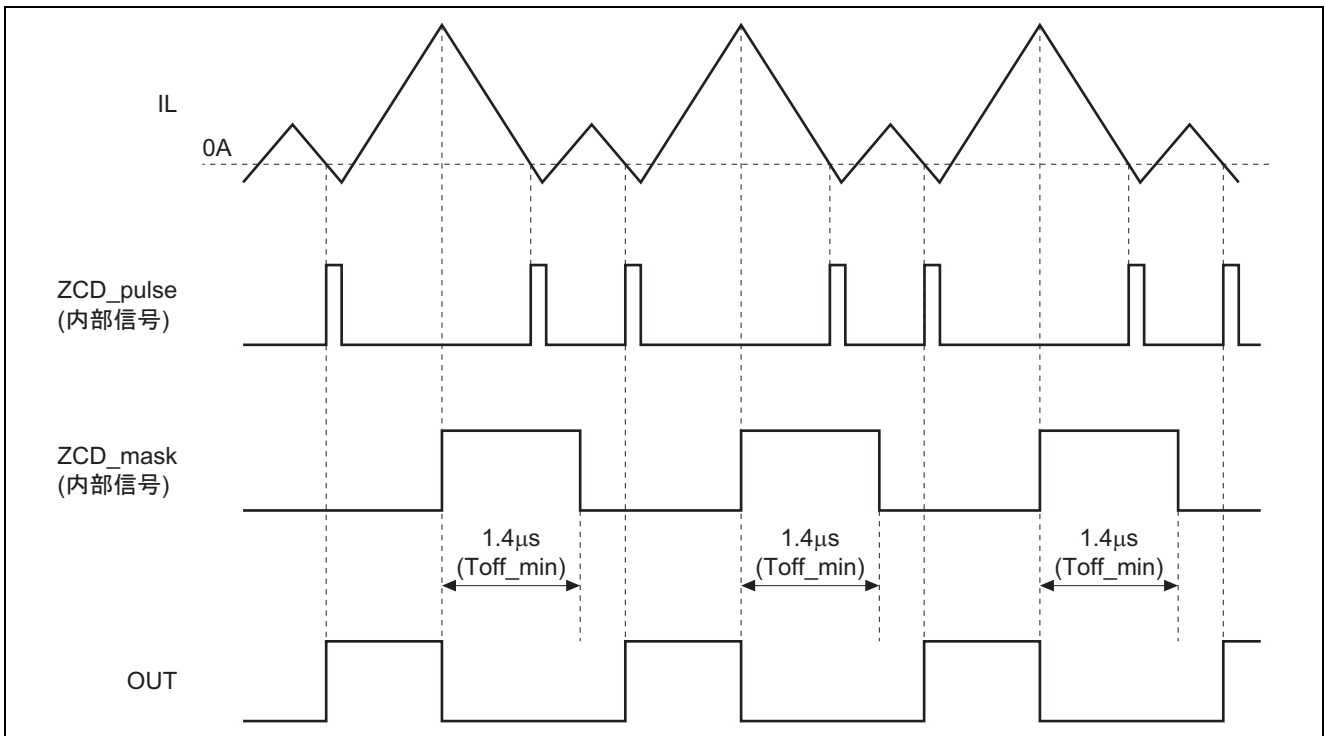 IL
0A
ZCD_pulse
(内部信号)
ZCD_mask
(内部信号)
1.4μs
(Toff_min)
1.4μs
(Toff_min)
1.4μs
(Toff_min)
OUT